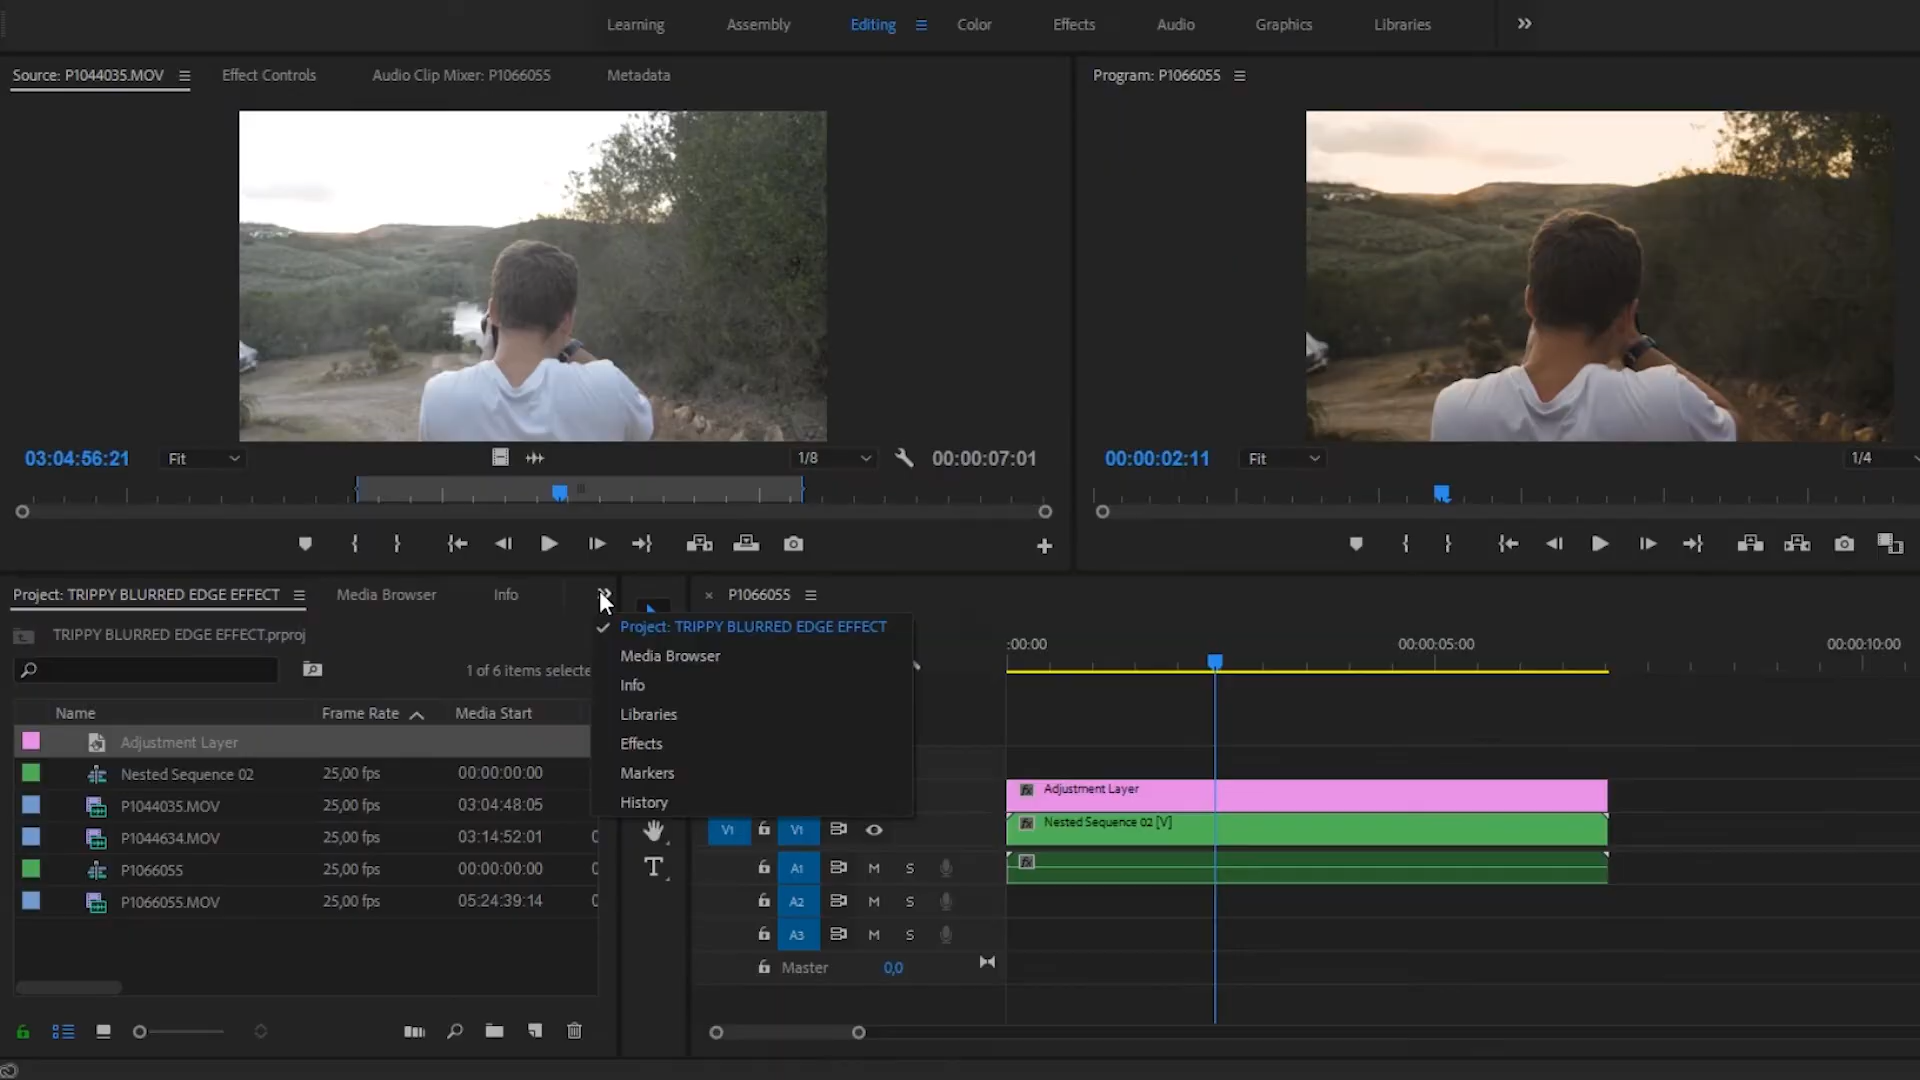 Learning Assembly Editing Color Effects Audio Graphics Libraries
Source: P1044035.MOV Effect Controls Audio Clip Mixer: P1066055 Metadata
Program: P1066055
03:04:56:21 Fit 1/8 00:00:07:01
00:00:02:11 Fit 1/4
Project: TRIPPY BLURRED EDGE EFFECT Media Browser Info
TRIPPY BLURRED EDGE EFFECT.prproj
1 of 6 items selecte
Name Frame Rate Media Start
Adjustment Layer
Nested Sequence 02 25,00 fps 00:00:00:00
P1044035.MOV 25,00 fps 03:04:48:05
P1044634.MOV 25,00 fps 03:14:52:01
P1066055 25,00 fps 00:00:00:00
P1066055.MOV 25,00 fps 05:24:39:14
Project: TRIPPY BLURRED EDGE EFFECT
Media Browser
Info
Libraries
Effects
Markers
History
P1066055
:00:00 00:00:05:00 00:00:10:00
fx Adjustment Layer
V1 V1 fx Nested Sequence 02 [V]
A1 M S fx
A2 M S
A3 M S
Master 0,0